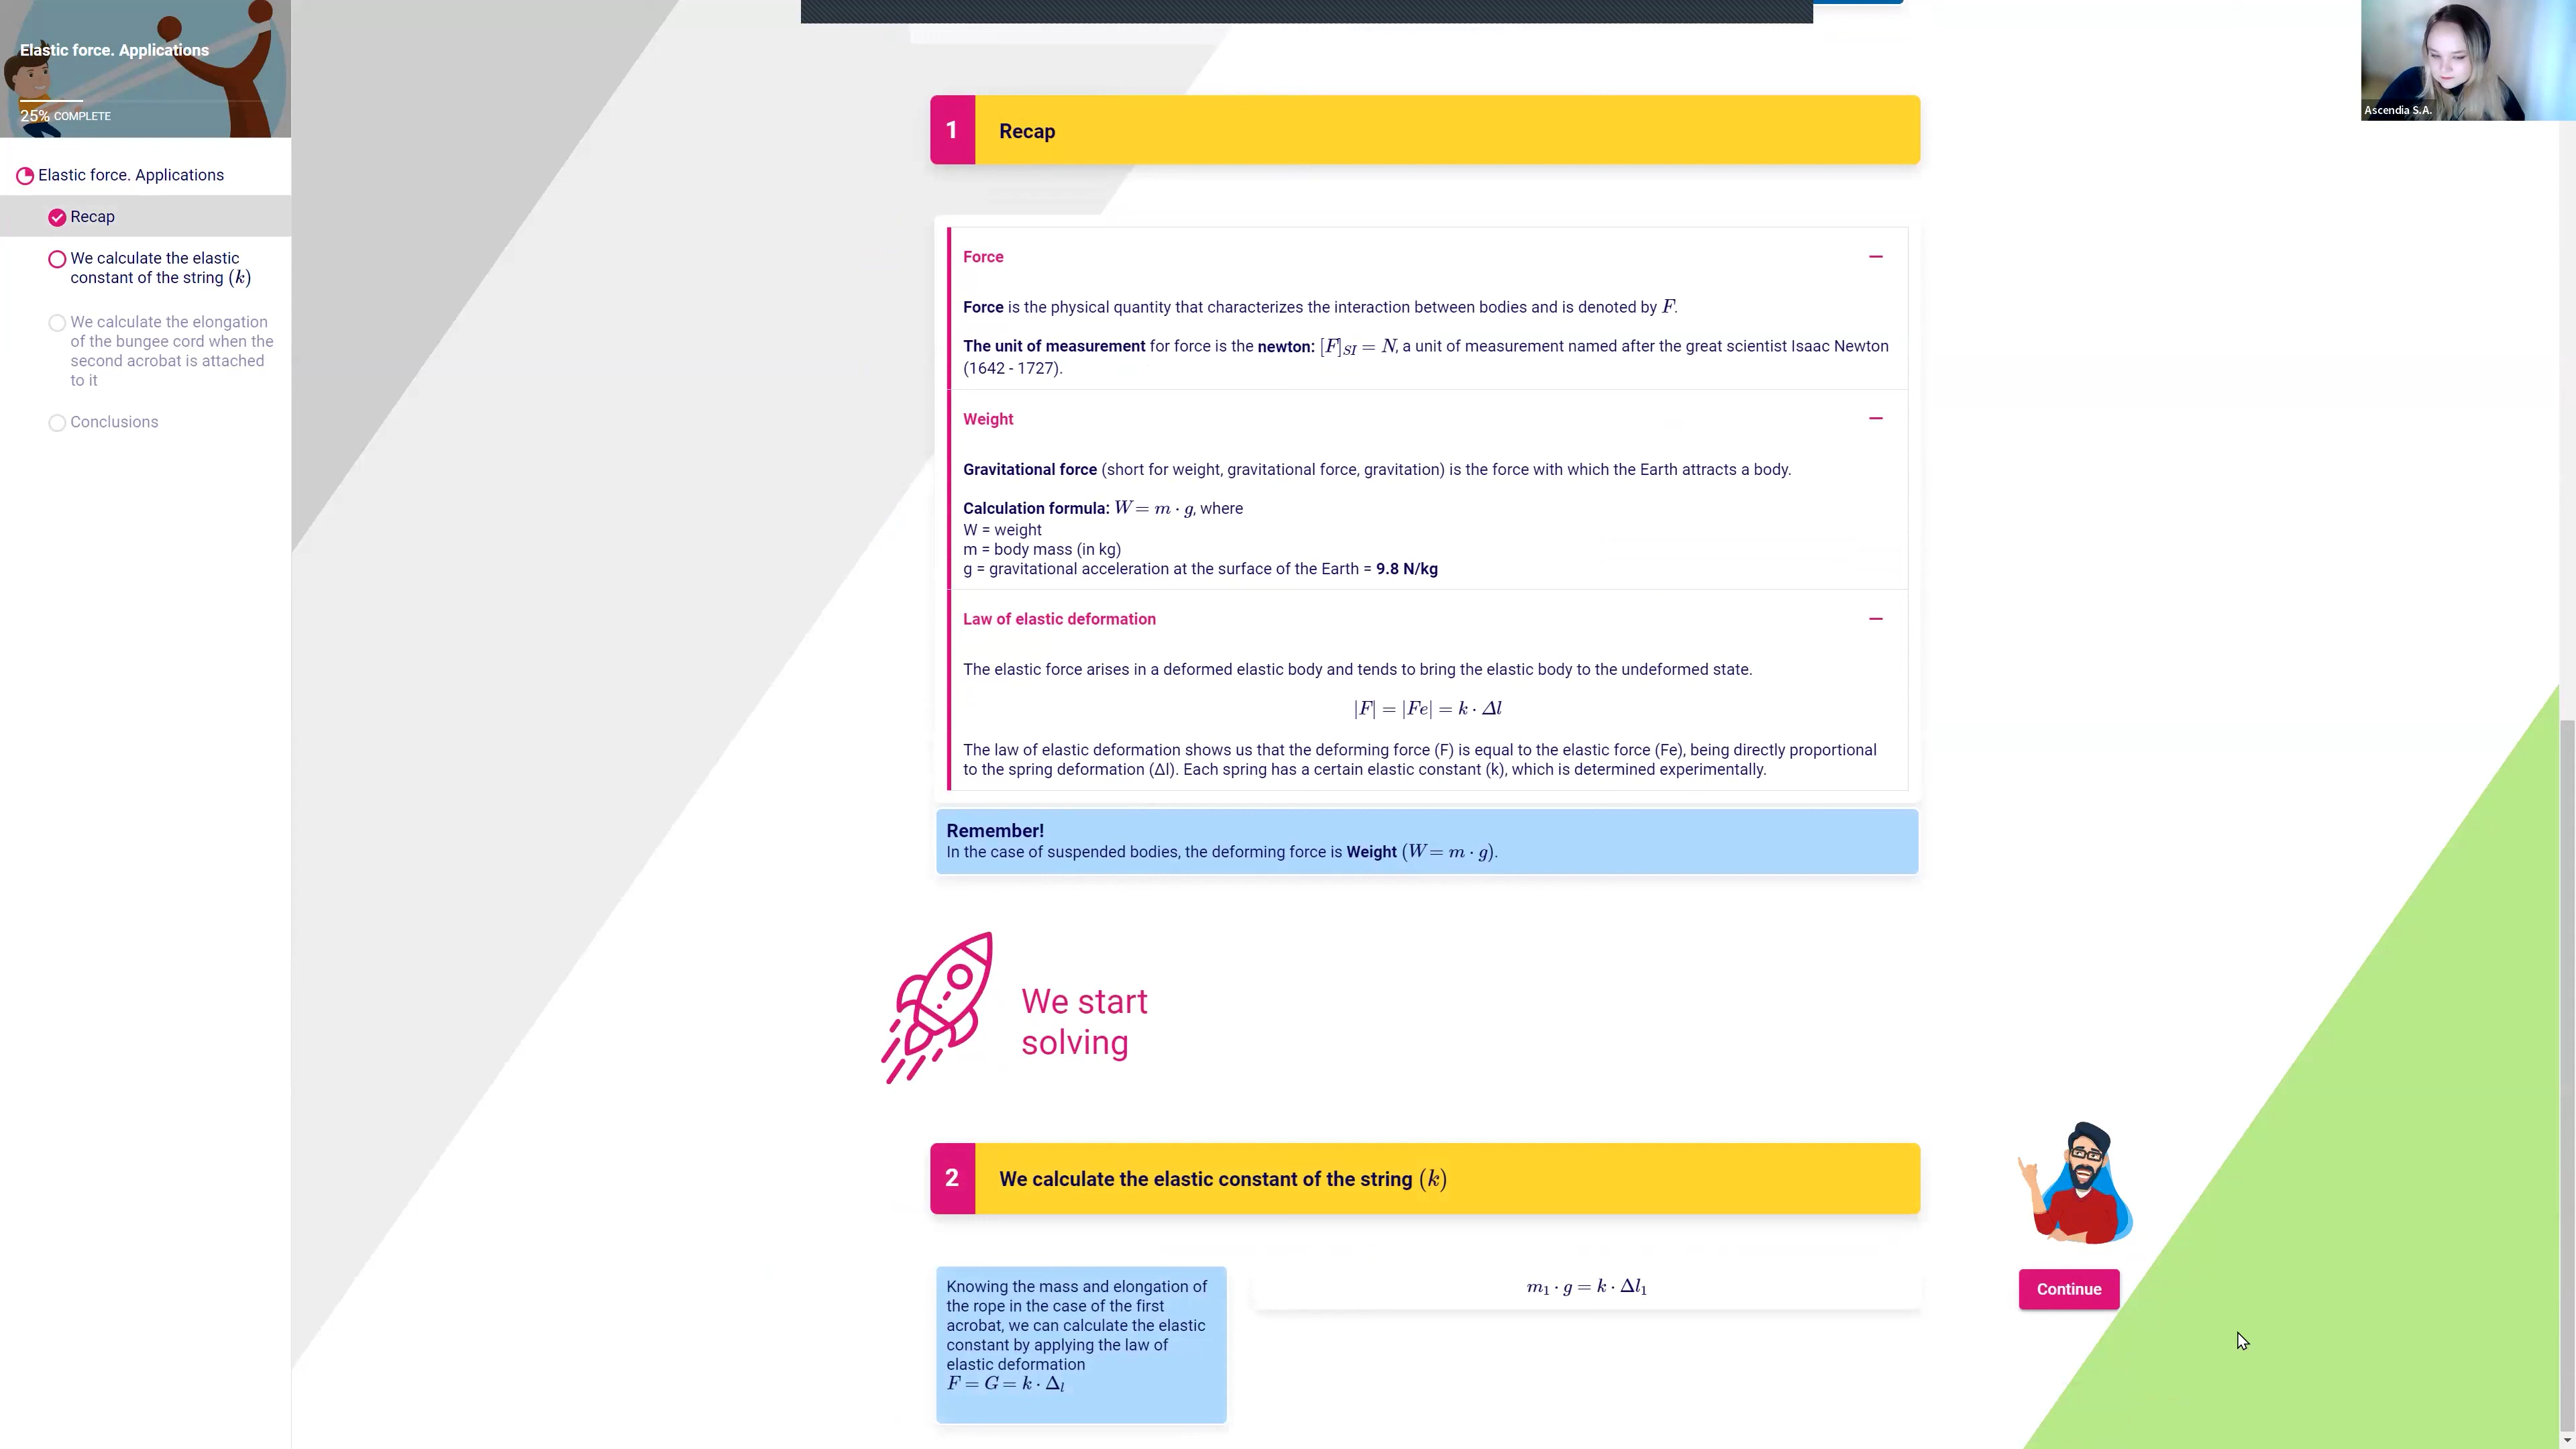 Elastic force. Applications
25% COMPLETE
Elastic force. Applications
Recap
We calculate the elastic
constant of the string (k)
We calculate the elongation
of the bungee cord when the
second acrobat is attached
to it
Conclusions
Ascendia S.A.
1 Recap
Force
Force is the physical quantity that characterizes the interaction between bodies and is denoted by F.
The unit of measurement for force is the newton: [F]_SI = N, a unit of measurement named after the great scientist Isaac Newton
(1642 - 1727).
Weight
Gravitational force (short for weight, gravitational force, gravitation) is the force with which the Earth attracts a body.
Calculation formula: W = m · g, where
W = weight
m = body mass (in kg)
g = gravitational acceleration at the surface of the Earth = 9.8 N/kg
Law of elastic deformation
The elastic force arises in a deformed elastic body and tends to bring the elastic body to the undeformed state.
|F| = |Fe| = k · Δl
The law of elastic deformation shows us that the deforming force (F) is equal to the elastic force (Fe), being directly proportional
to the spring deformation (Δl). Each spring has a certain elastic constant (k), which is determined experimentally.
Remember!
In the case of suspended bodies, the deforming force is Weight (W = m · g).
We start
solving
2 We calculate the elastic constant of the string (k)
Knowing the mass and elongation of
the rope in the case of the first
acrobat, we can calculate the elastic
constant by applying the law of
elastic deformation
F = G = k · Δ_l
m₁ · g = k · Δl₁
Continue